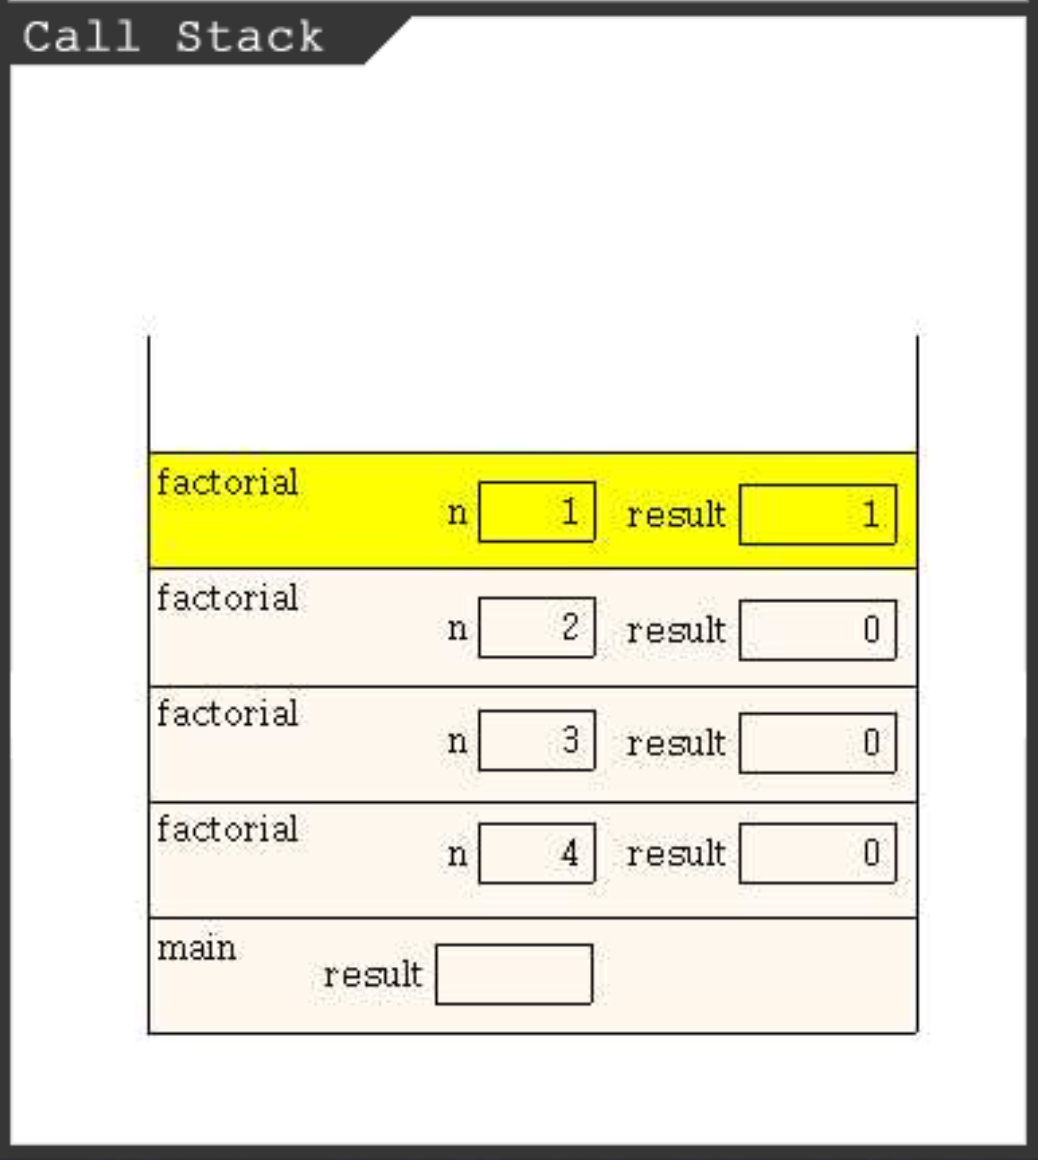 Call Stack
factorial
n 1 result 1
factorial
n 2 result 0
factorial
n 3 result 0
factorial
n 4 result 0
main
result